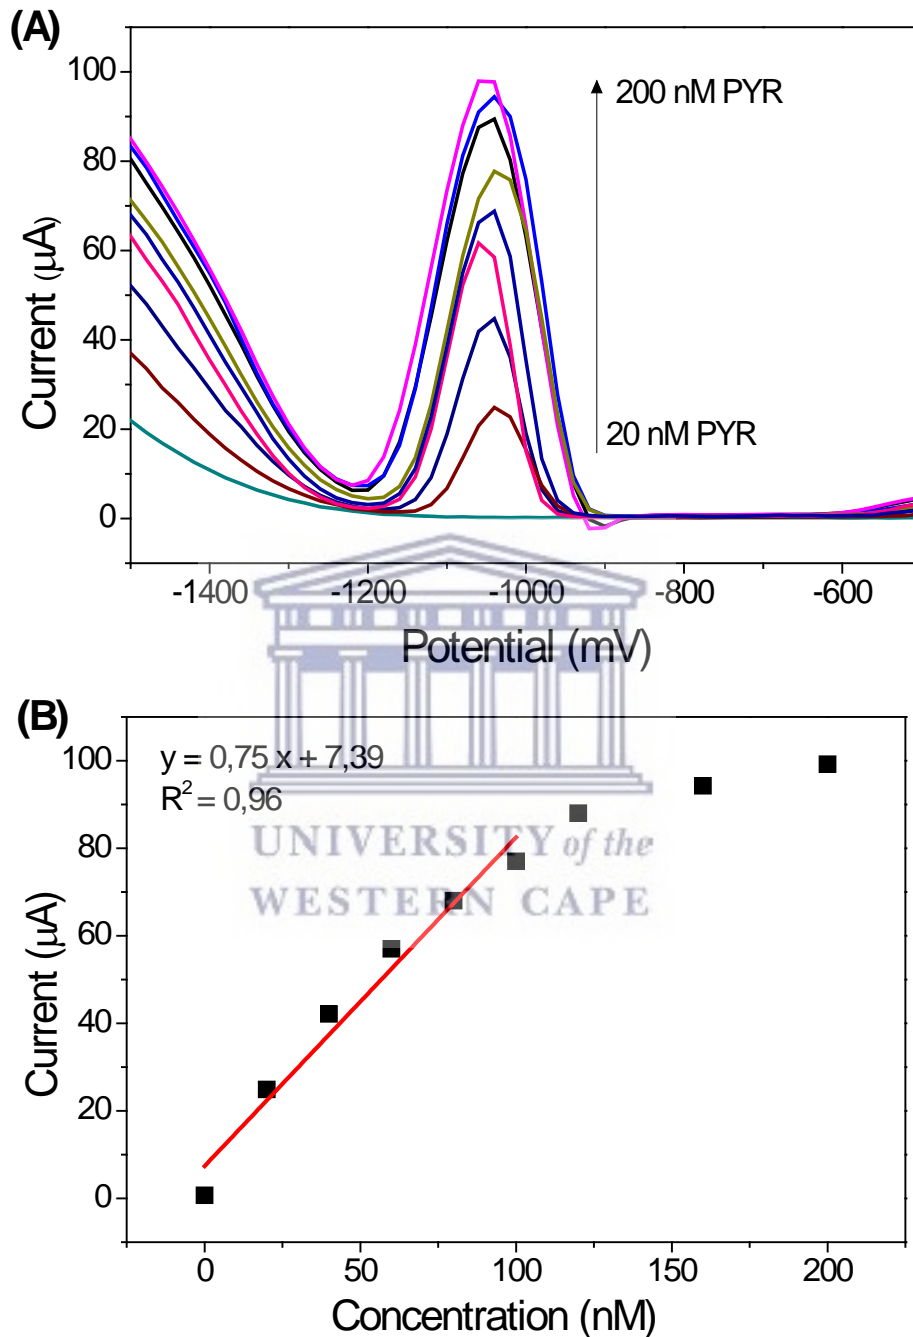 (A)
100
80
60
40
20
0
Current (µA)
200 nM PYR
20 nM PYR
-1400
-1200
-1000
-800
-600
Potential (mV)
(B)
y = 0,75 x + 7,39
R² = 0,96
100
80
60
40
20
0
Current (µA)
UNIVERSITY of the
WESTERN CAPE
0
50
100
150
200
Concentration (nM)